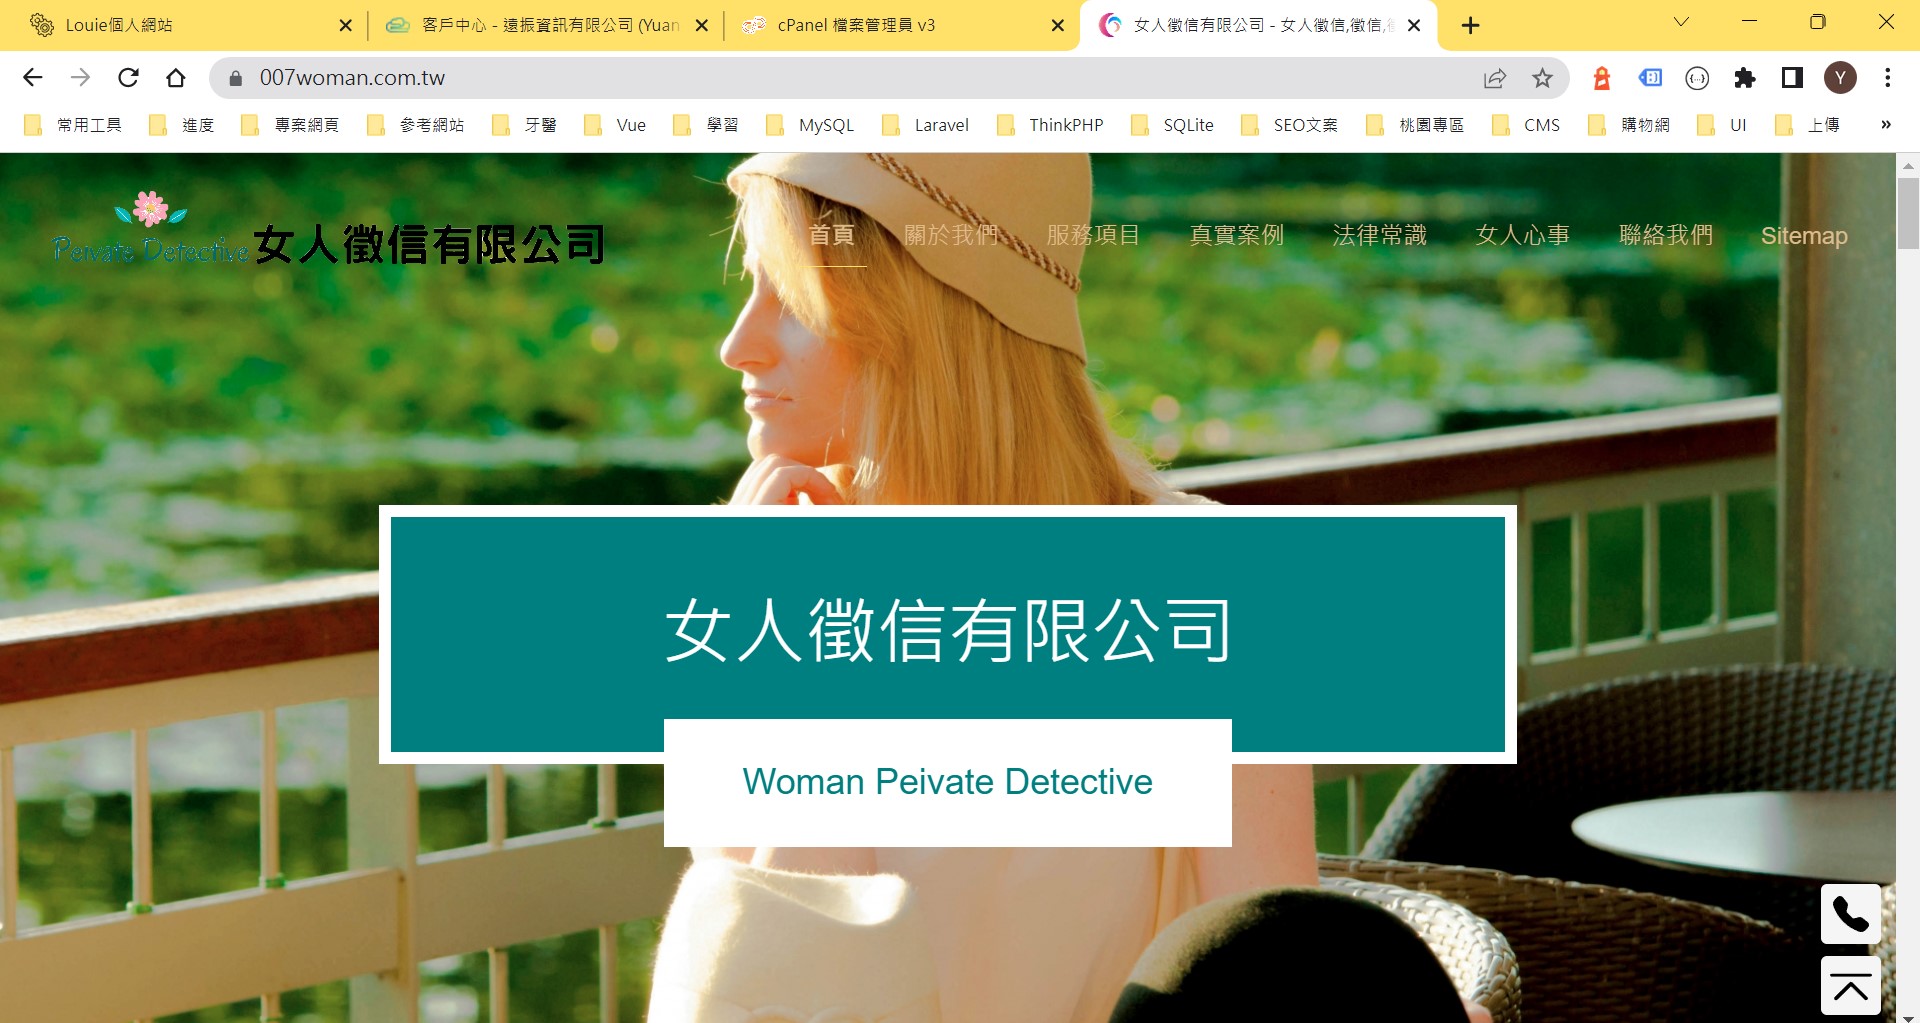 Louie個人網站
客戶中心 - 遠振資訊有限公司 (Yuan
cPanel 檔案管理員 v3
女人徵信有限公司 - 女人徵信,徵信,
007woman.com.tw
Y
常用工具
進度
專案網頁
參考網站
牙醫
Vue
學習
MySQL
Laravel
ThinkPHP
SQLite
SEO文案
桃園專區
CMS
購物網
UI
上傳
»
Peivate Detective
女人徵信有限公司
首頁
關於我們
服務項目
真實案例
法律常識
女人心事
聯絡我們
Sitemap
女人徵信有限公司
Woman Peivate Detective